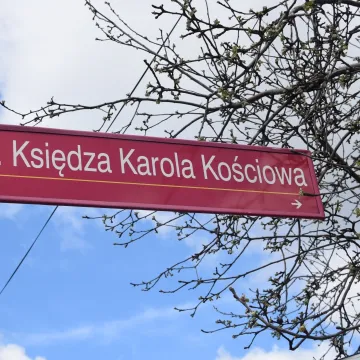 . Księdza Karola Kościowa